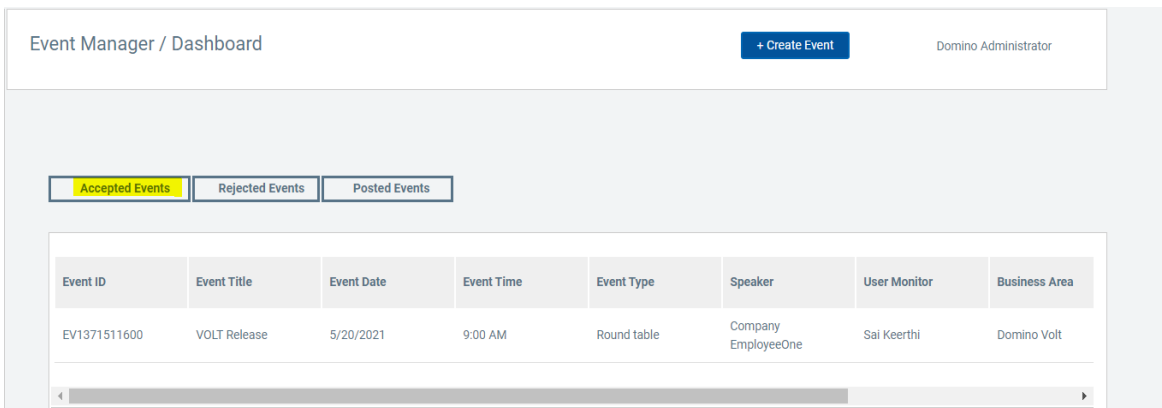 Event Manager / Dashboard + Create Event Domino Administrator
Accepted Events Rejected Events Posted Events
Event ID Event Title Event Date Event Time Event Type Speaker User Monitor Business Area
EV1371511600 VOLT Release 5/20/2021 9:00 AM Round table Company EmployeeOne Sai Keerthi Domino Volt